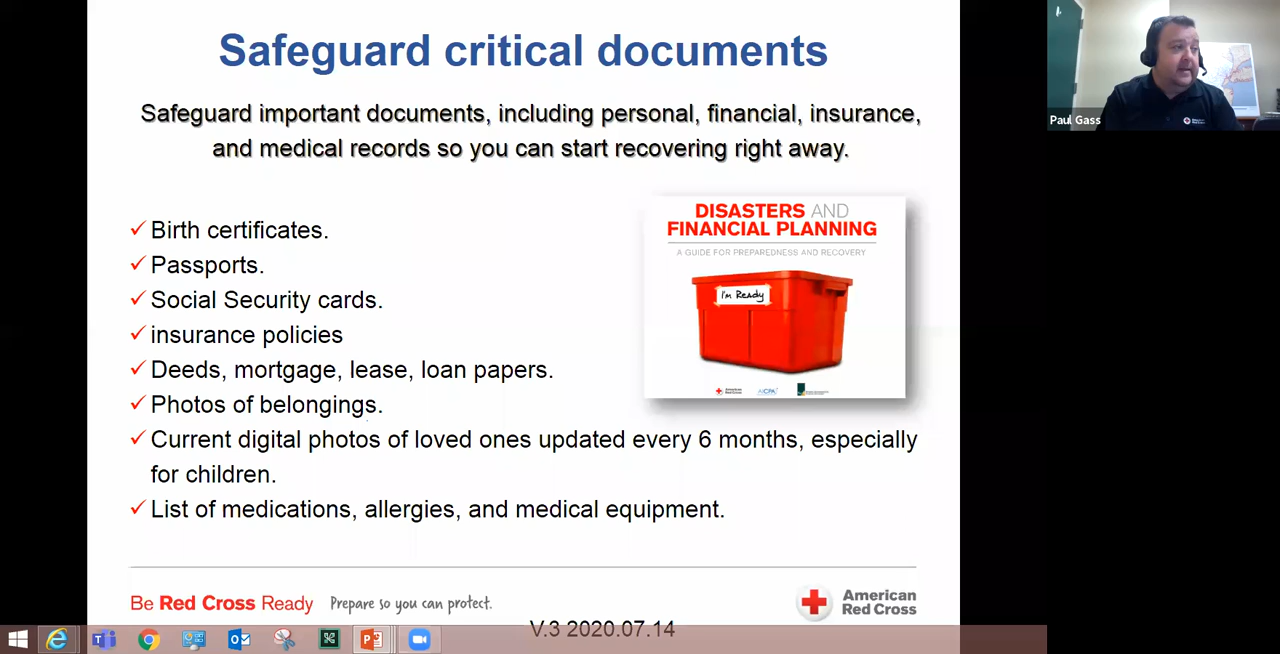 Safeguard critical documents
Safeguard important documents, including personal, financial, insurance,
and medical records so you can start recovering right away.
Birth certificates.
Passports.
Social Security cards.
insurance policies
Deeds, mortgage, lease, loan papers.
Photos of belongings.
Current digital photos of loved ones updated every 6 months, especially
for children.
List of medications, allergies, and medical equipment.
DISASTERS AND
FINANCIAL PLANNING
A GUIDE FOR PREPAREDNESS AND RECOVERY
I'm Ready
American
Red Cross
AICPA
Be Red Cross Ready
Prepare so you can protect.
American
Red Cross
V.3 2020.07.14
Paul Gass